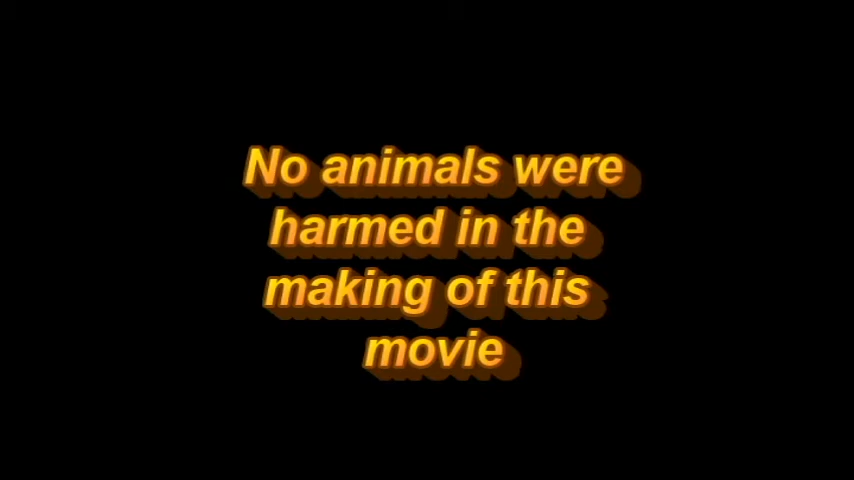 No animals were
harmed in the
making of this
movie